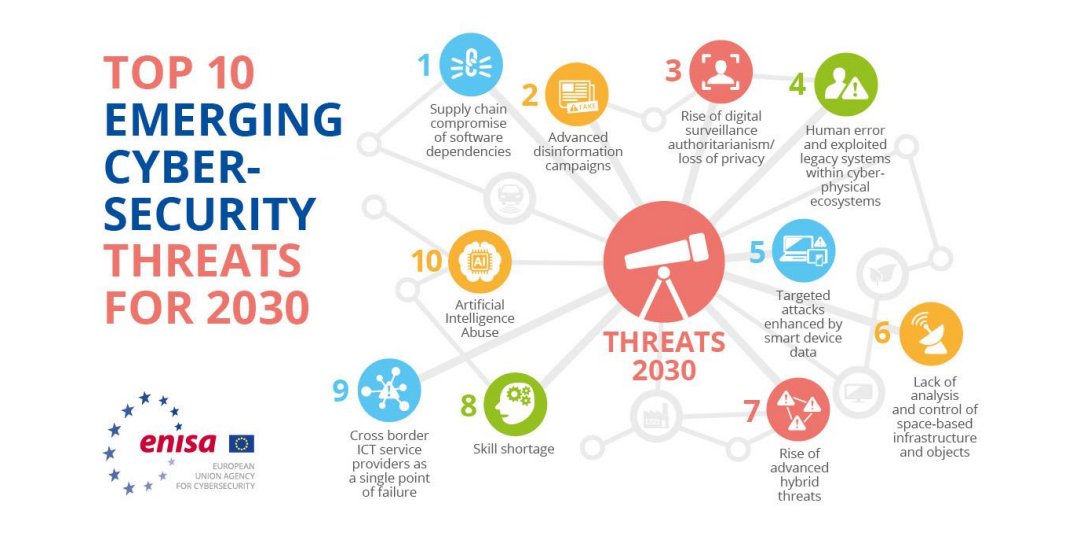 TOP 10
EMERGING
CYBER-
SECURITY
THREATS
FOR 2030
1
Supply chain
compromise
of software
dependencies
2
FAKE
Advanced
disinformation
campaigns
3
Rise of digital
surveillance
authoritarianism/
loss of privacy
4
Human error
and exploited
legacy systems
within cyber-
physical
ecosystems
5
Targeted
attacks
enhanced by
smart device
data
6
Lack of
analysis
and control of
space-based
infrastructure
and objects
7
Rise of
advanced
hybrid
threats
8
Skill shortage
9
Cross border
ICT service
providers as
a single point
of failure
10
AI
Artificial
Intelligence
Abuse
THREATS
2030
enisa
EUROPEAN
UNION AGENCY
FOR CYBERSECURITY